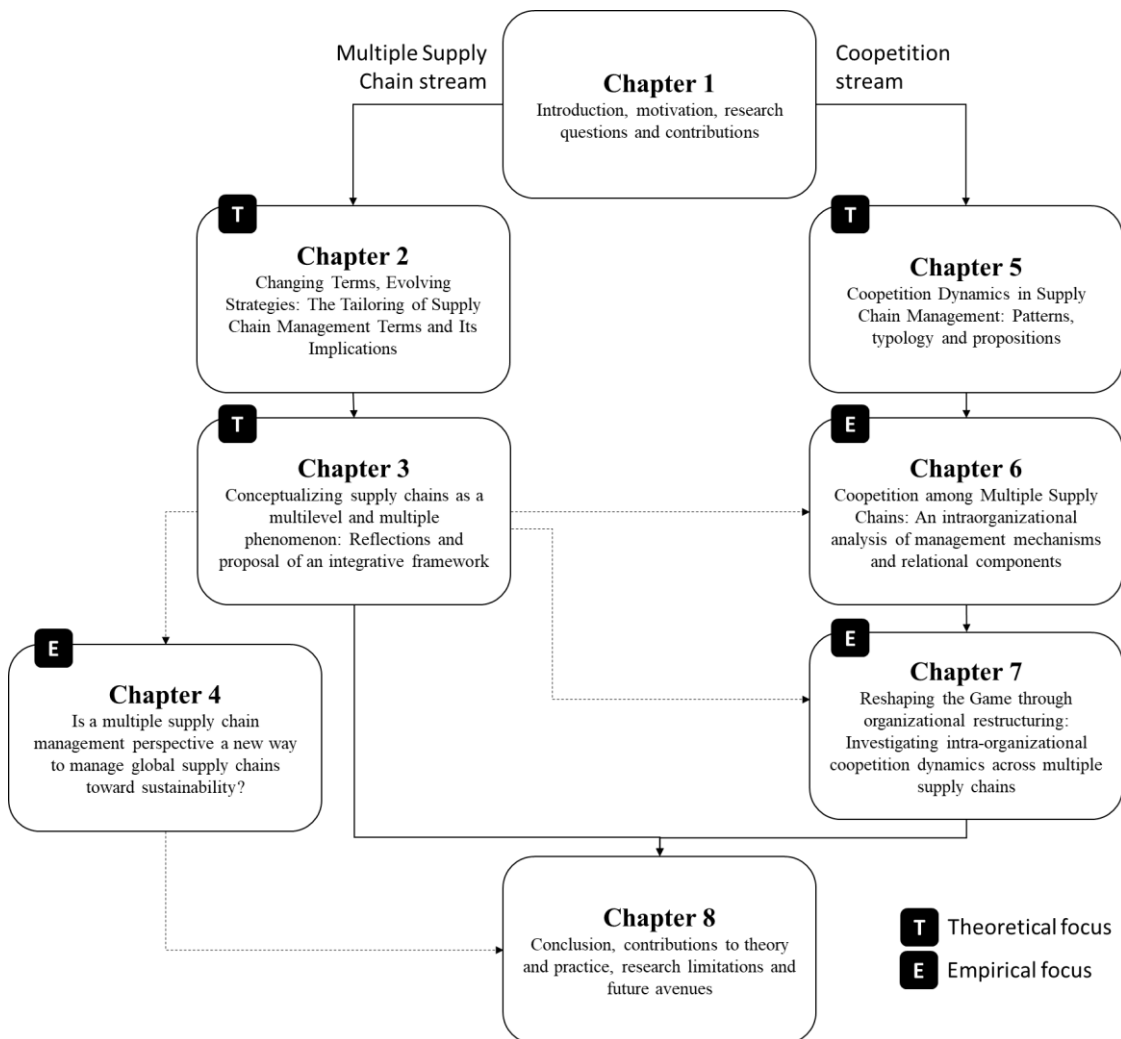 Multiple Supply
Chain stream
Coopetition
stream
Chapter 1
Introduction, motivation, research
questions and contributions
T
Chapter 2
Changing Terms, Evolving
Strategies: The Tailoring of Supply
Chain Management Terms and Its
Implications
T
Chapter 5
Coopetition Dynamics in Supply
Chain Management: Patterns,
typology and propositions
T
Chapter 3
Conceptualizing supply chains as a
multilevel and multiple
phenomenon: Reflections and
proposal of an integrative framework
E
Chapter 6
Coopetition among Multiple Supply
Chains: An intraorganizational
analysis of management mechanisms
and relational components
E
Chapter 4
Is a multiple supply chain
management perspective a new way
to manage global supply chains
toward sustainability?
E
Chapter 7
Reshaping the Game through
organizational restructuring:
Investigating intra-organizational
coopetition dynamics across multiple
supply chains
Chapter 8
Conclusion, contributions to theory
and practice, research limitations and
future avenues
T Theoretical focus
E Empirical focus